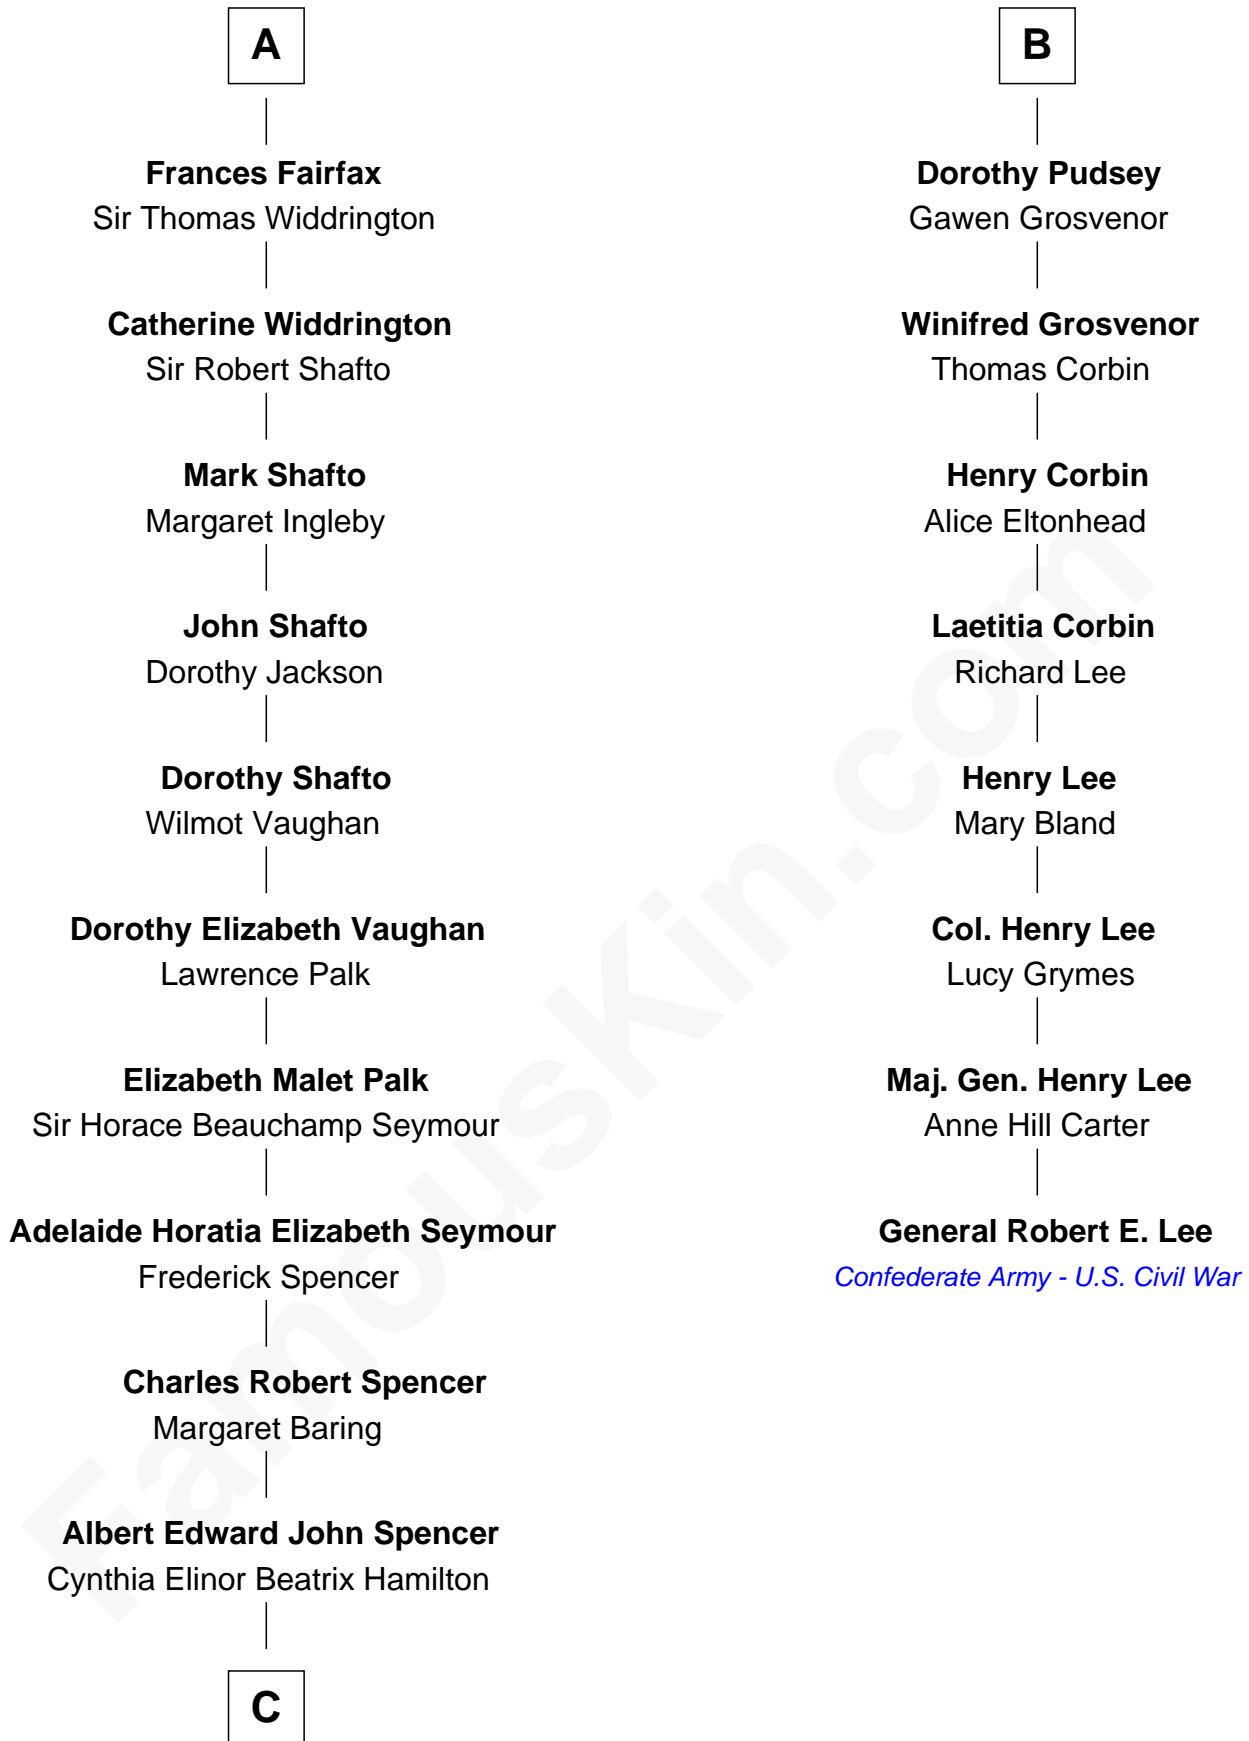 A
Frances Fairfax
Sir Thomas Widdrington
Catherine Widdrington
Sir Robert Shafto
Mark Shafto
Margaret Ingleby
John Shafto
Dorothy Jackson
Dorothy Shafto
Wilmot Vaughan
Dorothy Elizabeth Vaughan
Lawrence Palk
Elizabeth Malet Palk
Sir Horace Beauchamp Seymour
Adelaide Horatia Elizabeth Seymour
Frederick Spencer
Charles Robert Spencer
Margaret Baring
Albert Edward John Spencer
Cynthia Elinor Beatrix Hamilton
C
B
Dorothy Pudsey
Gawen Grosvenor
Winifred Grosvenor
Thomas Corbin
Henry Corbin
Alice Eltonhead
Laetitia Corbin
Richard Lee
Henry Lee
Mary Bland
Col. Henry Lee
Lucy Grymes
Maj. Gen. Henry Lee
Anne Hill Carter
General Robert E. Lee
Confederate Army - U.S. Civil War
FamousKin.com